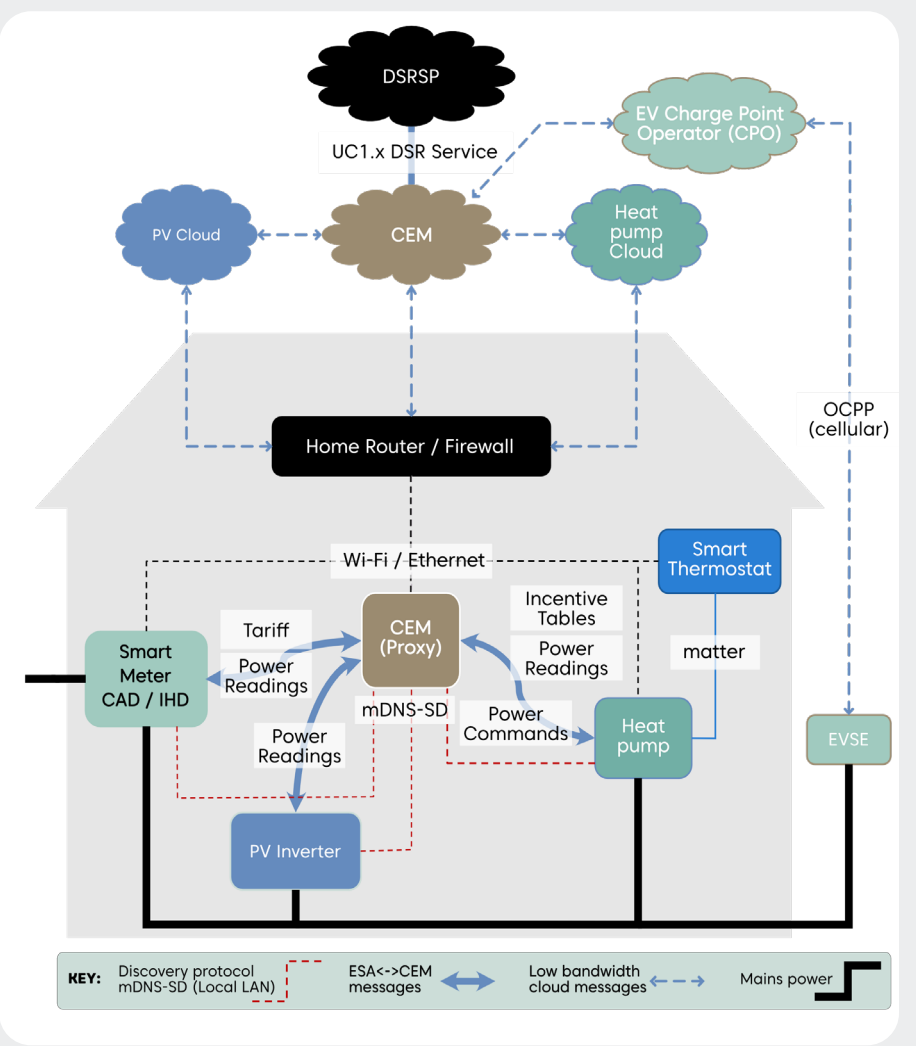 DSRSP
UC1.x DSR Service
EV Charge Point
Operator (CPO)
PV Cloud
CEM
Heat
pump
Cloud
OCPP
(cellular)
Home Router / Firewall
Wi-Fi / Ethernet
Smart
Thermostat
Incentive
Tables
Tariff
CEM
(Proxy)
Smart
Meter
CAD / IHD
Power
Readings
Power
Readings
matter
mDNS-SD
Power
Commands
Heat
pump
EVSE
Power
Readings
PV Inverter
KEY:
Discovery protocol
mDNS-SD (Local LAN)
ESA<->CEM
messages
Low bandwidth
cloud messages
Mains power